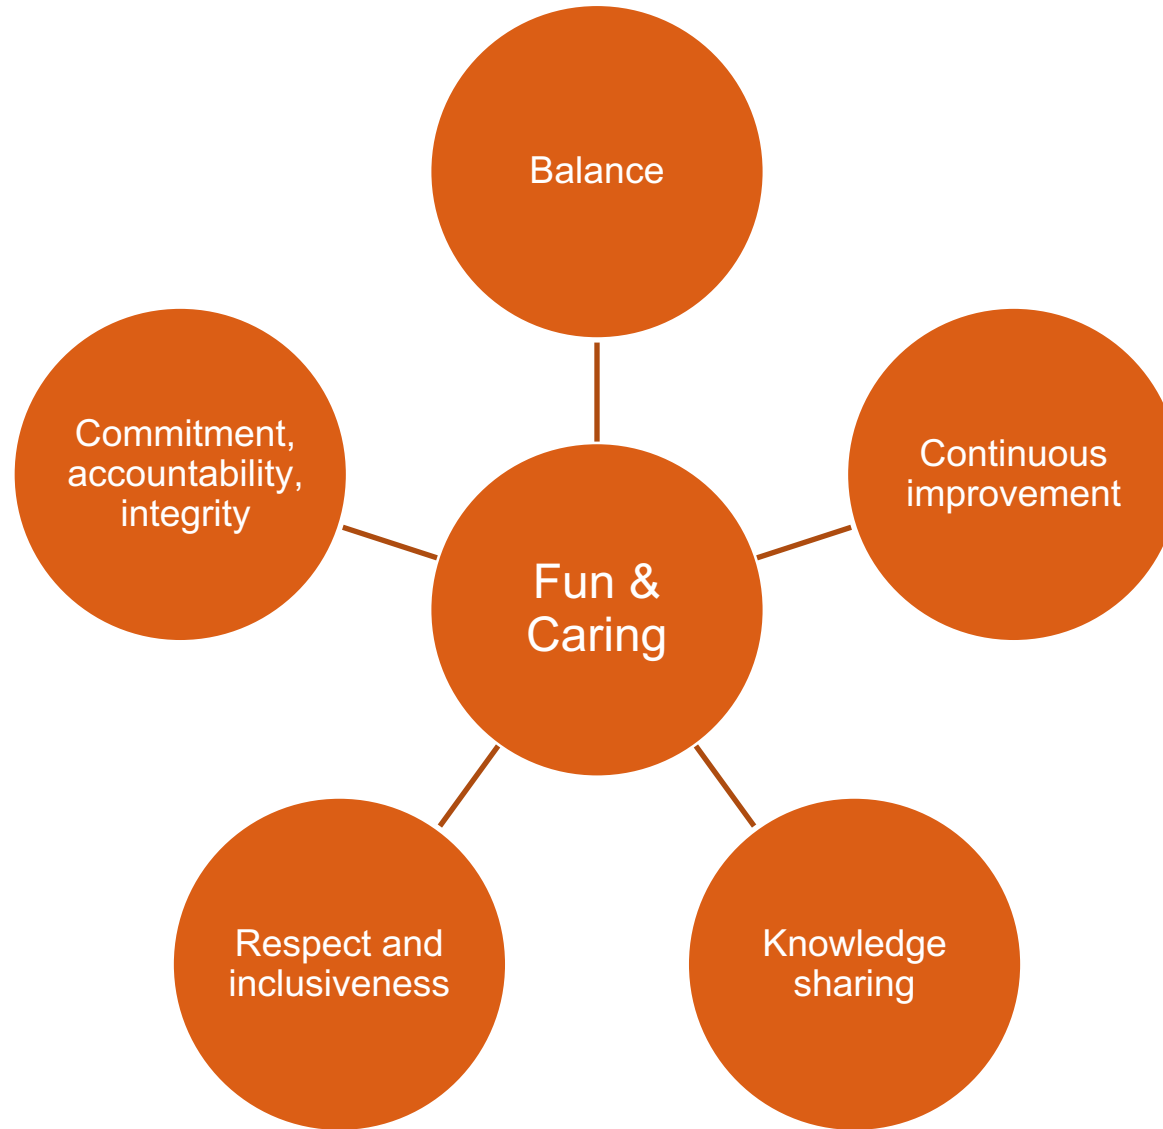 Balance
Commitment,
accountability,
integrity
Continuous
improvement
Fun &
Caring
Respect and
inclusiveness
Knowledge
sharing